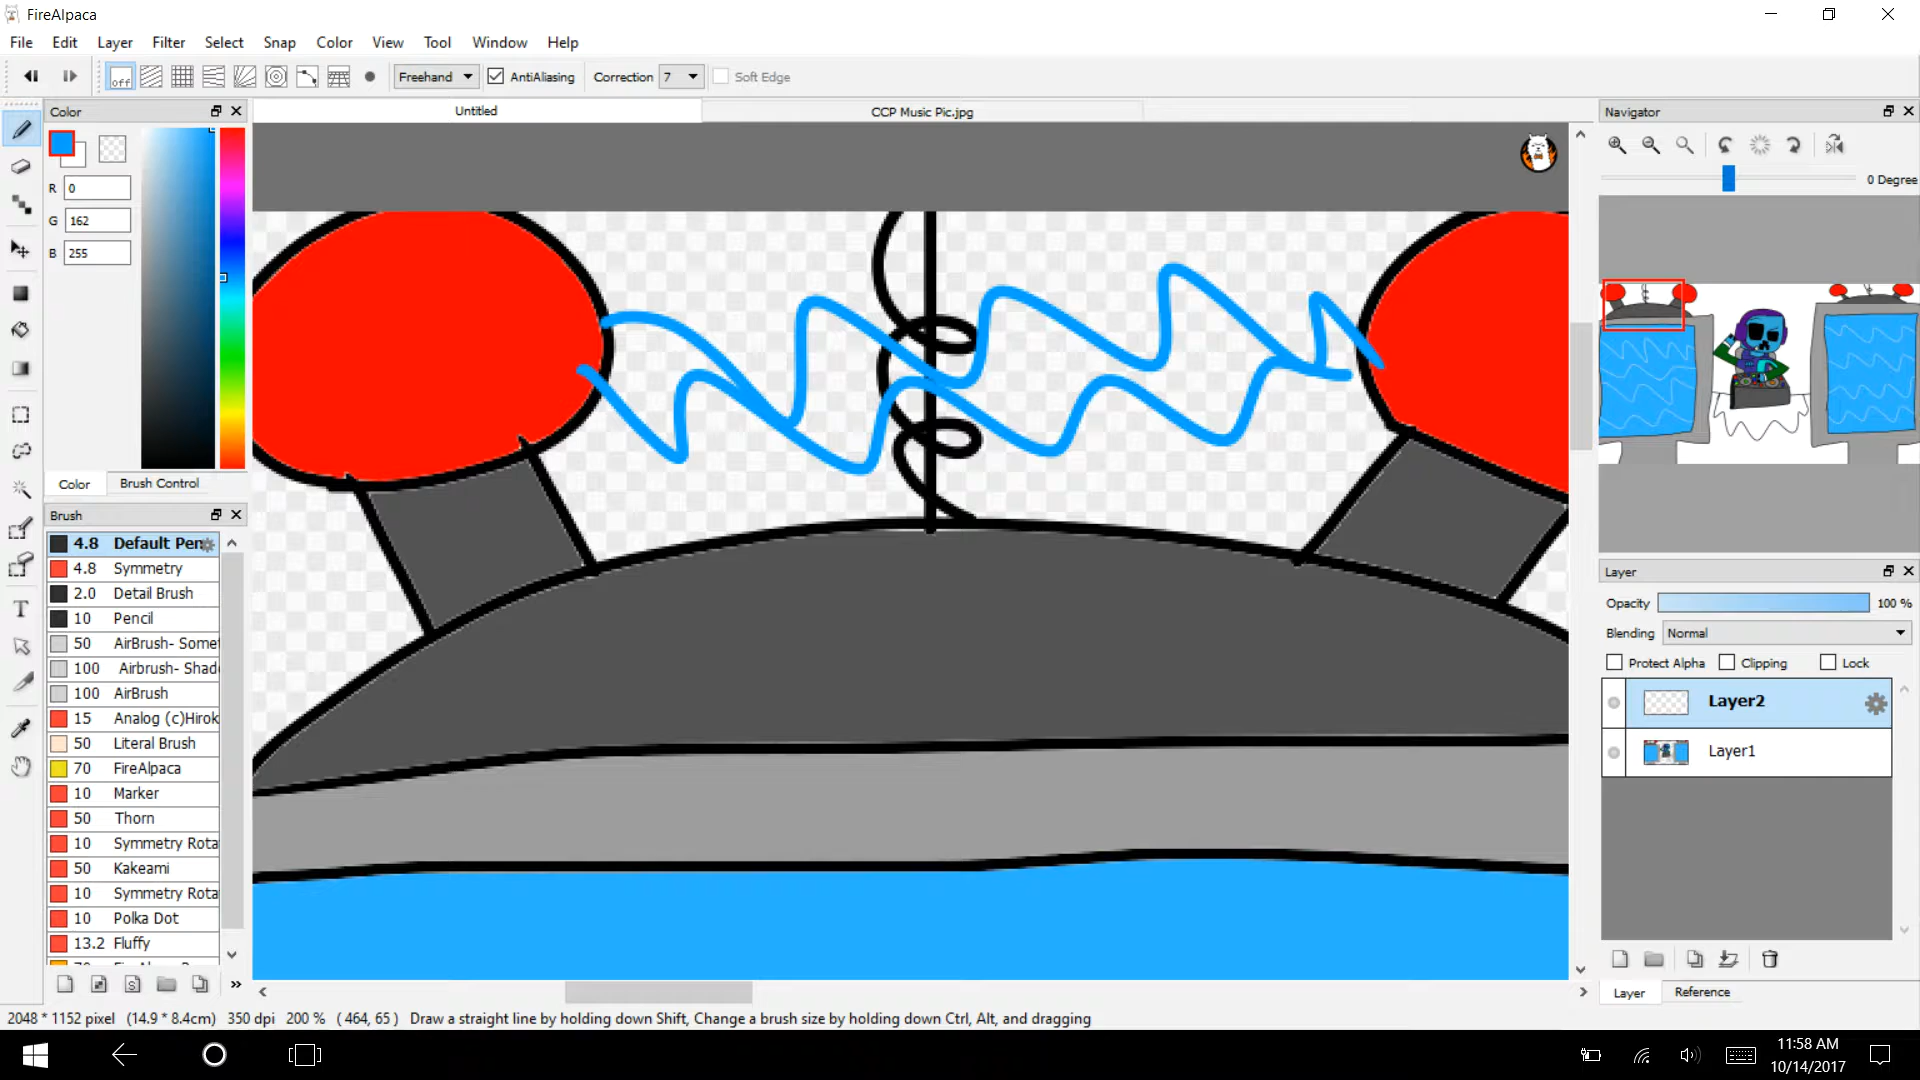 FireAlpaca
File Edit Layer Filter Select Snap Color View Tool Window Help
off Freehand AntiAliasing Correction 7 Soft Edge
Color Untitled CCP Music Pic.jpg Navigator
R 0
G 162
B 255
0 Degree
Color Brush Control
Brush
4.8 Default Pen
4.8 Symmetry
2.0 Detail Brush
10 Pencil
50 AirBrush- Somet
100 Airbrush- Shad
100 AirBrush
15 Analog (c)Hirok
50 Literal Brush
70 FireAlpaca
10 Marker
50 Thorn
10 Symmetry Rota
50 Kakeami
10 Symmetry Rota
10 Polka Dot
13.2 Fluffy
Layer
Opacity 100 %
Blending Normal
Protect Alpha Clipping Lock
Layer2
Layer1
Layer Reference
2048 * 1152 pixel (14.9 * 8.4cm) 350 dpi 200 % ( 464, 65 ) Draw a straight line by holding down Shift, Change a brush size by holding down Ctrl, Alt, and dragging
11:58 AM
10/14/2017